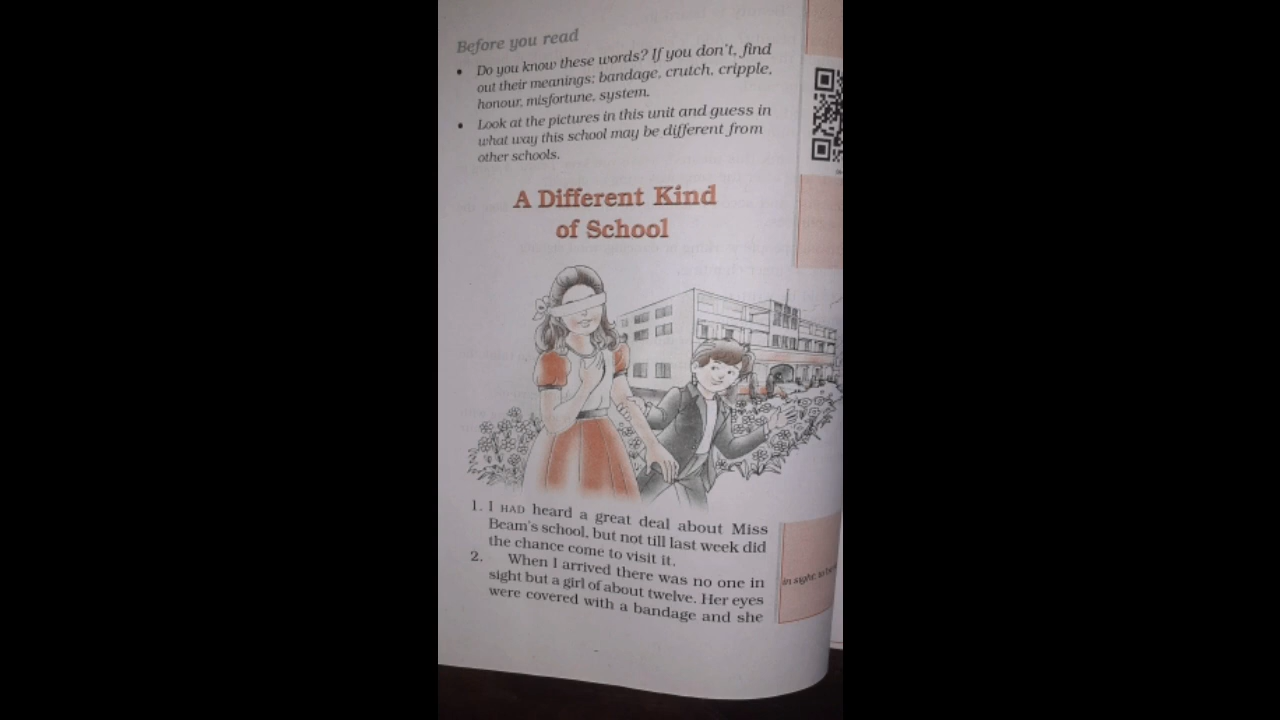 Before you read
• Do you know these words? If you don't, find
out their meanings: bandage, crutch, cripple,
honour, misfortune, system.
• Look at the pictures in this unit and guess in
what way this school may be different from
other schools.
A Different Kind
of School
1. I HAD heard a great deal about Miss
Beam's school, but not till last week did
the chance come to visit it.
2. When I arrived there was no one in
sight but a girl of about twelve. Her eyes
were covered with a bandage and she
in sight: to